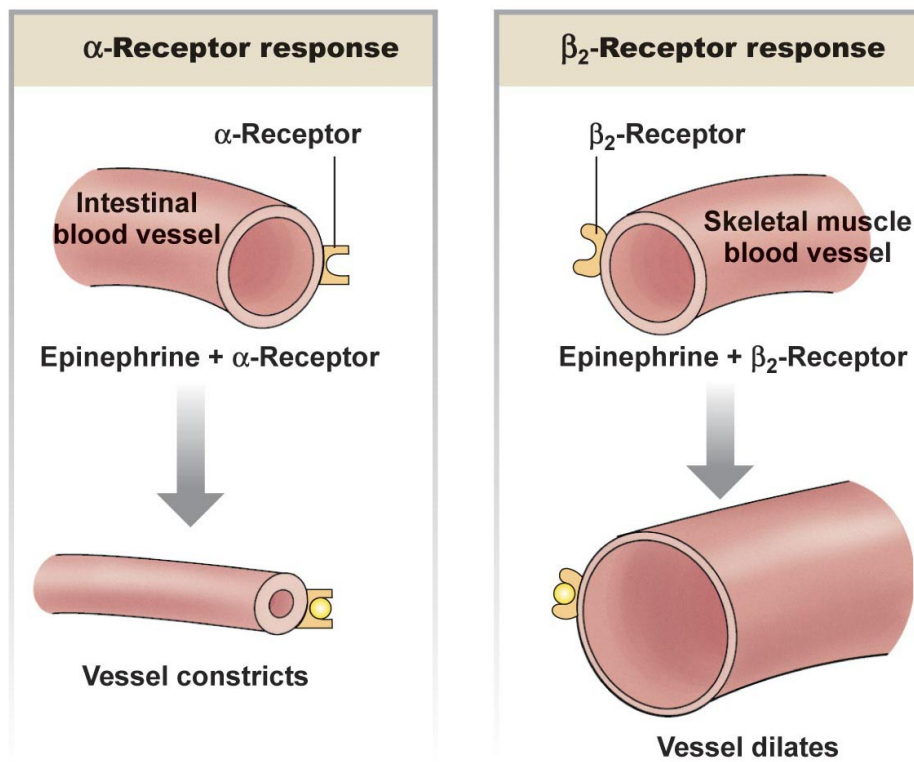 α-Receptor response
α-Receptor
Intestinal
blood vessel
Epinephrine + α-Receptor
Vessel constricts
β₂-Receptor response
β₂-Receptor
Skeletal muscle
blood vessel
Epinephrine + β₂-Receptor
Vessel dilates